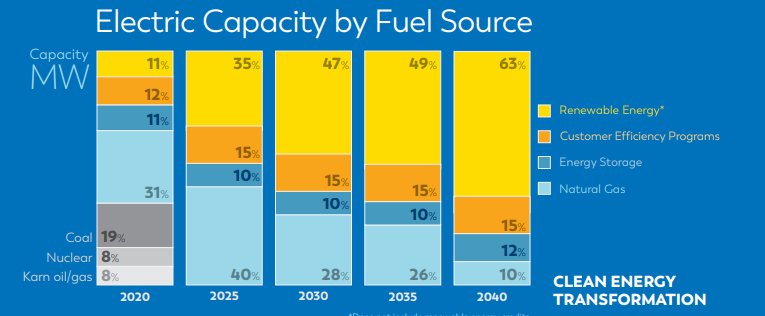 Electric Capacity by Fuel Source
Capacity
MW
11%
12%
11%
31%
Coal 19%
Nuclear 8%
Karn oil/gas 8%
2020
35%
15%
10%
40%
2025
47%
15%
10%
28%
2030
49%
15%
10%
26%
2035
63%
15%
12%
10%
2040
Renewable Energy*
Customer Efficiency Programs
Energy Storage
Natural Gas
CLEAN ENERGY
TRANSFORMATION